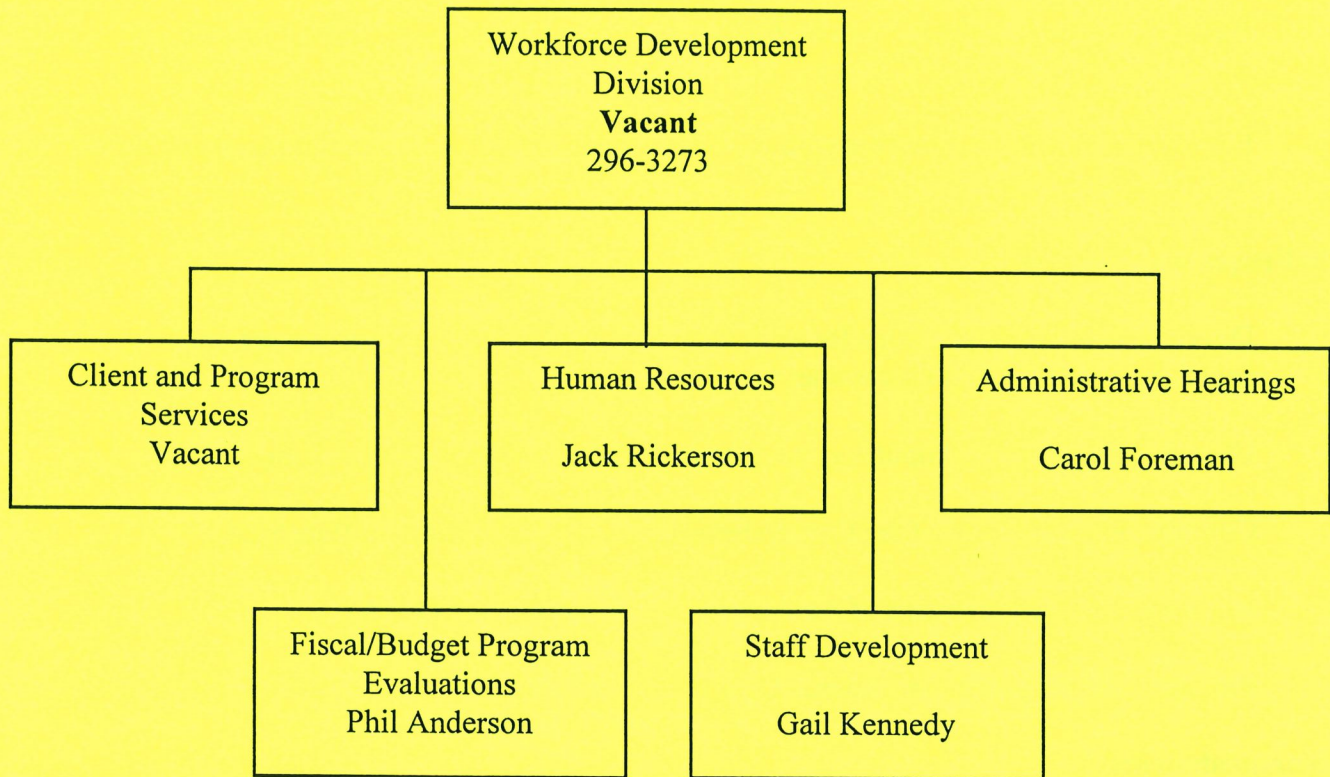 Workforce Development
Division
Vacant
296-3273
Client and Program
Services
Vacant
Human Resources
Jack Rickerson
Administrative Hearings
Carol Foreman
Fiscal/Budget Program
Evaluations
Phil Anderson
Staff Development
Gail Kennedy